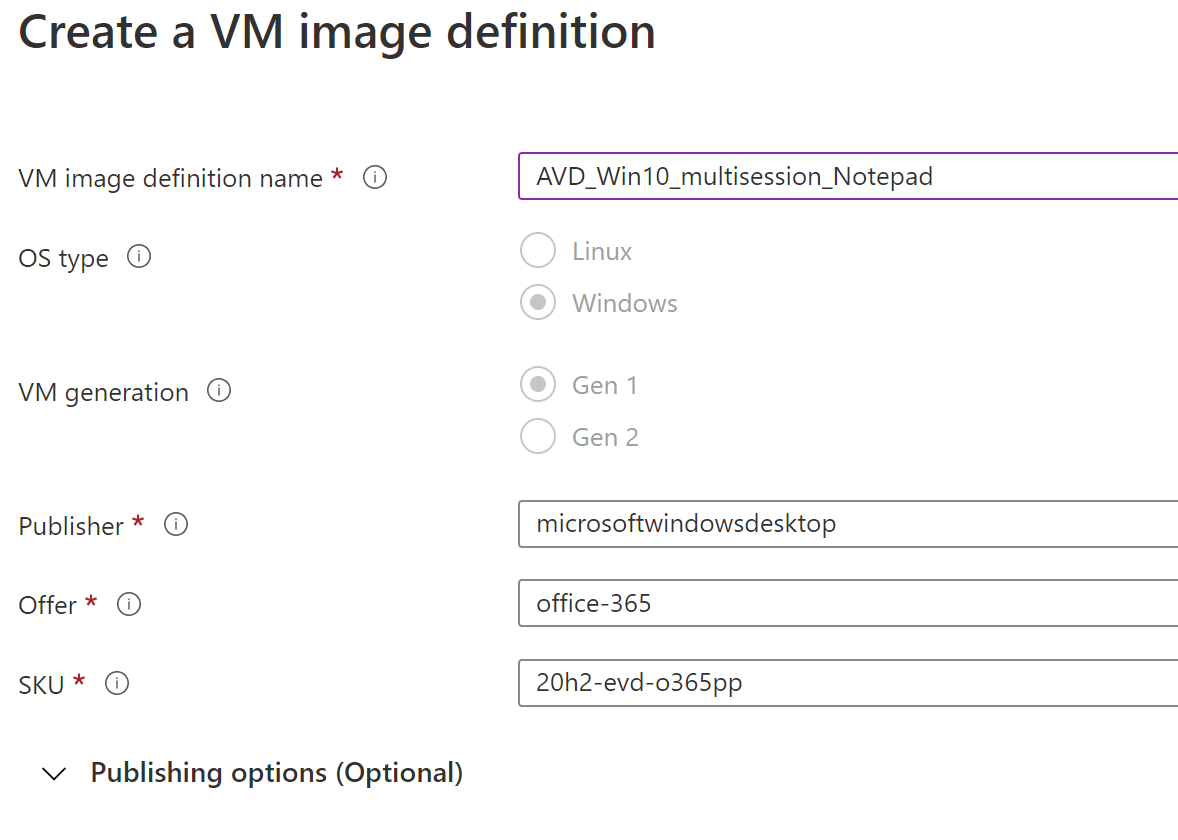 Create a VM image definition
VM image definition name *
AVD_Win10_multisession_Notepad
OS type
Linux
Windows
VM generation
Gen 1
Gen 2
Publisher *
microsoftwindowsdesktop
Offer *
office-365
SKU *
20h2-evd-o365pp
Publishing options (Optional)